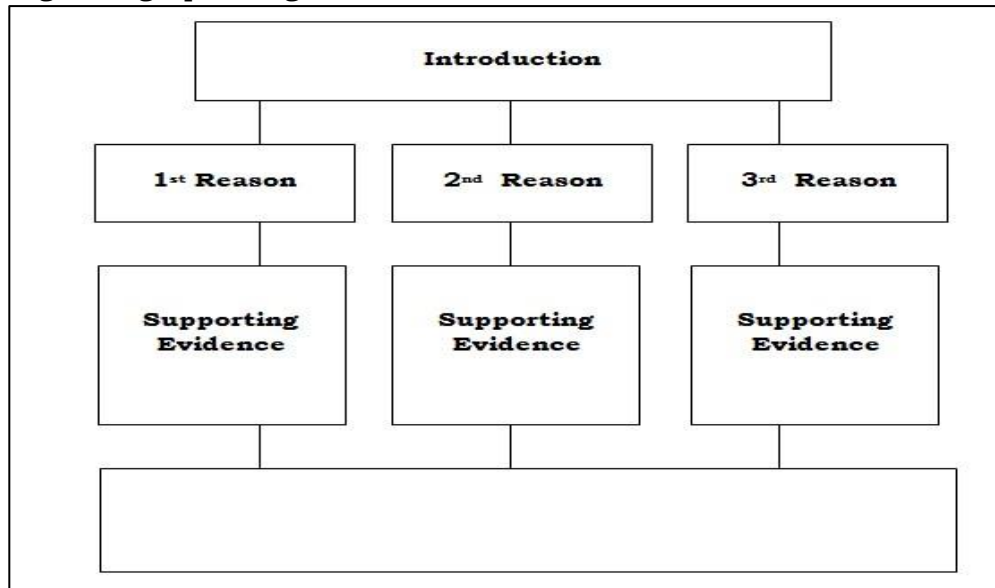 Introduction
1st Reason
2nd Reason
3rd Reason
Supporting
Evidence
Supporting
Evidence
Supporting
Evidence